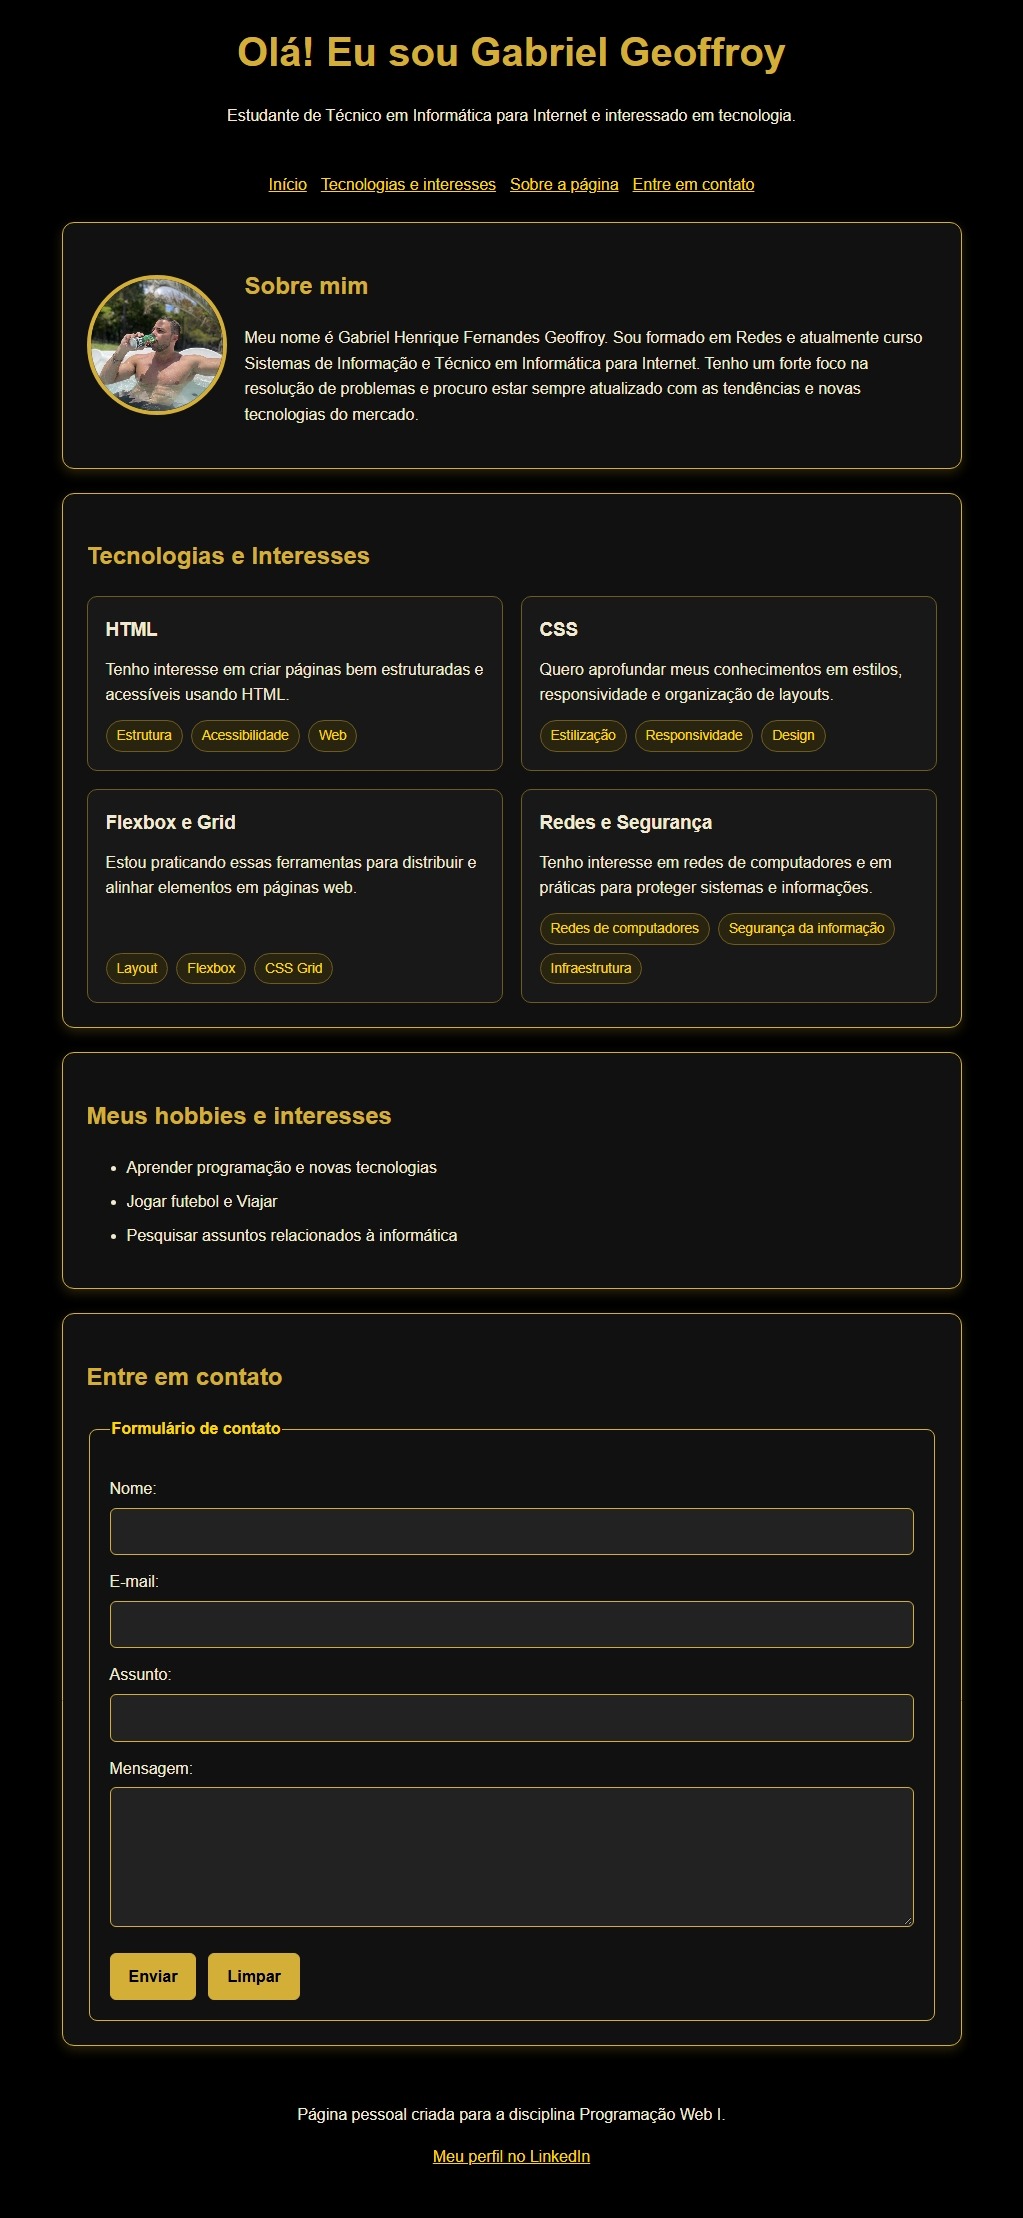 Olá! Eu sou Gabriel Geoffroy
Estudante de Técnico em Informática para Internet e interessado em tecnologia.
Início Tecnologias e interesses Sobre a página Entre em contato
Sobre mim
Meu nome é Gabriel Henrique Fernandes Geoffroy. Sou formado em Redes e atualmente curso
Sistemas de Informação e Técnico em Informática para Internet. Tenho um forte foco na
resolução de problemas e procuro estar sempre atualizado com as tendências e novas
tecnologias do mercado.
Tecnologias e Interesses
HTML
Tenho interesse em criar páginas bem estruturadas e
acessíveis usando HTML.
Estrutura Acessibilidade Web
CSS
Quero aprofundar meus conhecimentos em estilos,
responsividade e organização de layouts.
Estilização Responsividade Design
Flexbox e Grid
Estou praticando essas ferramentas para distribuir e
alinhar elementos em páginas web.
Layout Flexbox CSS Grid
Redes e Segurança
Tenho interesse em redes de computadores e em
práticas para proteger sistemas e informações.
Redes de computadores Segurança da informação
Infraestrutura
Meus hobbies e interesses
• Aprender programação e novas tecnologias
• Jogar futebol e Viajar
• Pesquisar assuntos relacionados à informática
Entre em contato
Formulário de contato
Nome:
E-mail:
Assunto:
Mensagem:
Enviar Limpar
Página pessoal criada para a disciplina Programação Web I.
Meu perfil no LinkedIn